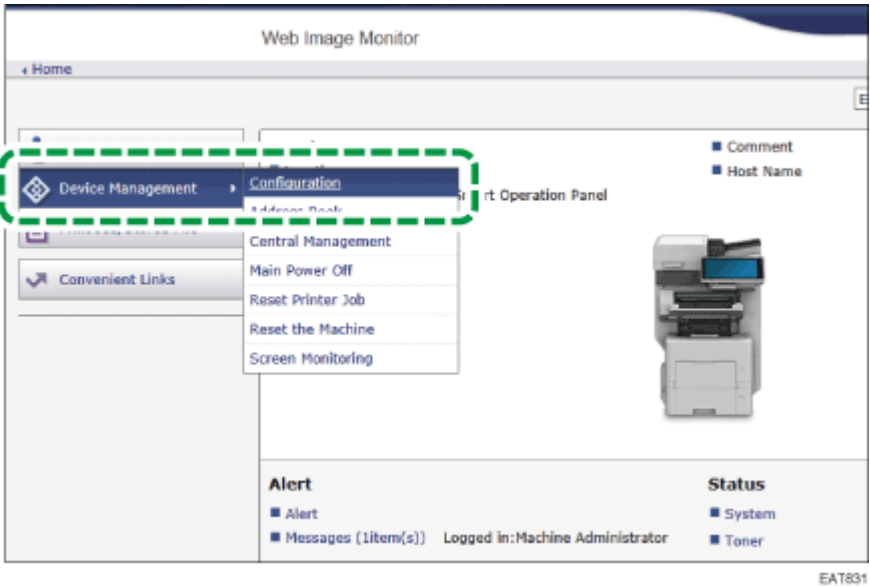 Web Image Monitor
Home
Comment
Host Name
Device Management
Configuration
Operation Panel
Address Book
Central Management
Main Power Off
Convenient Links
Reset Printer Job
Reset the Machine
Screen Monitoring
Alert
Status
Alert
System
Messages (1item(s)) Logged in:Machine Administrator
Toner
EAT831